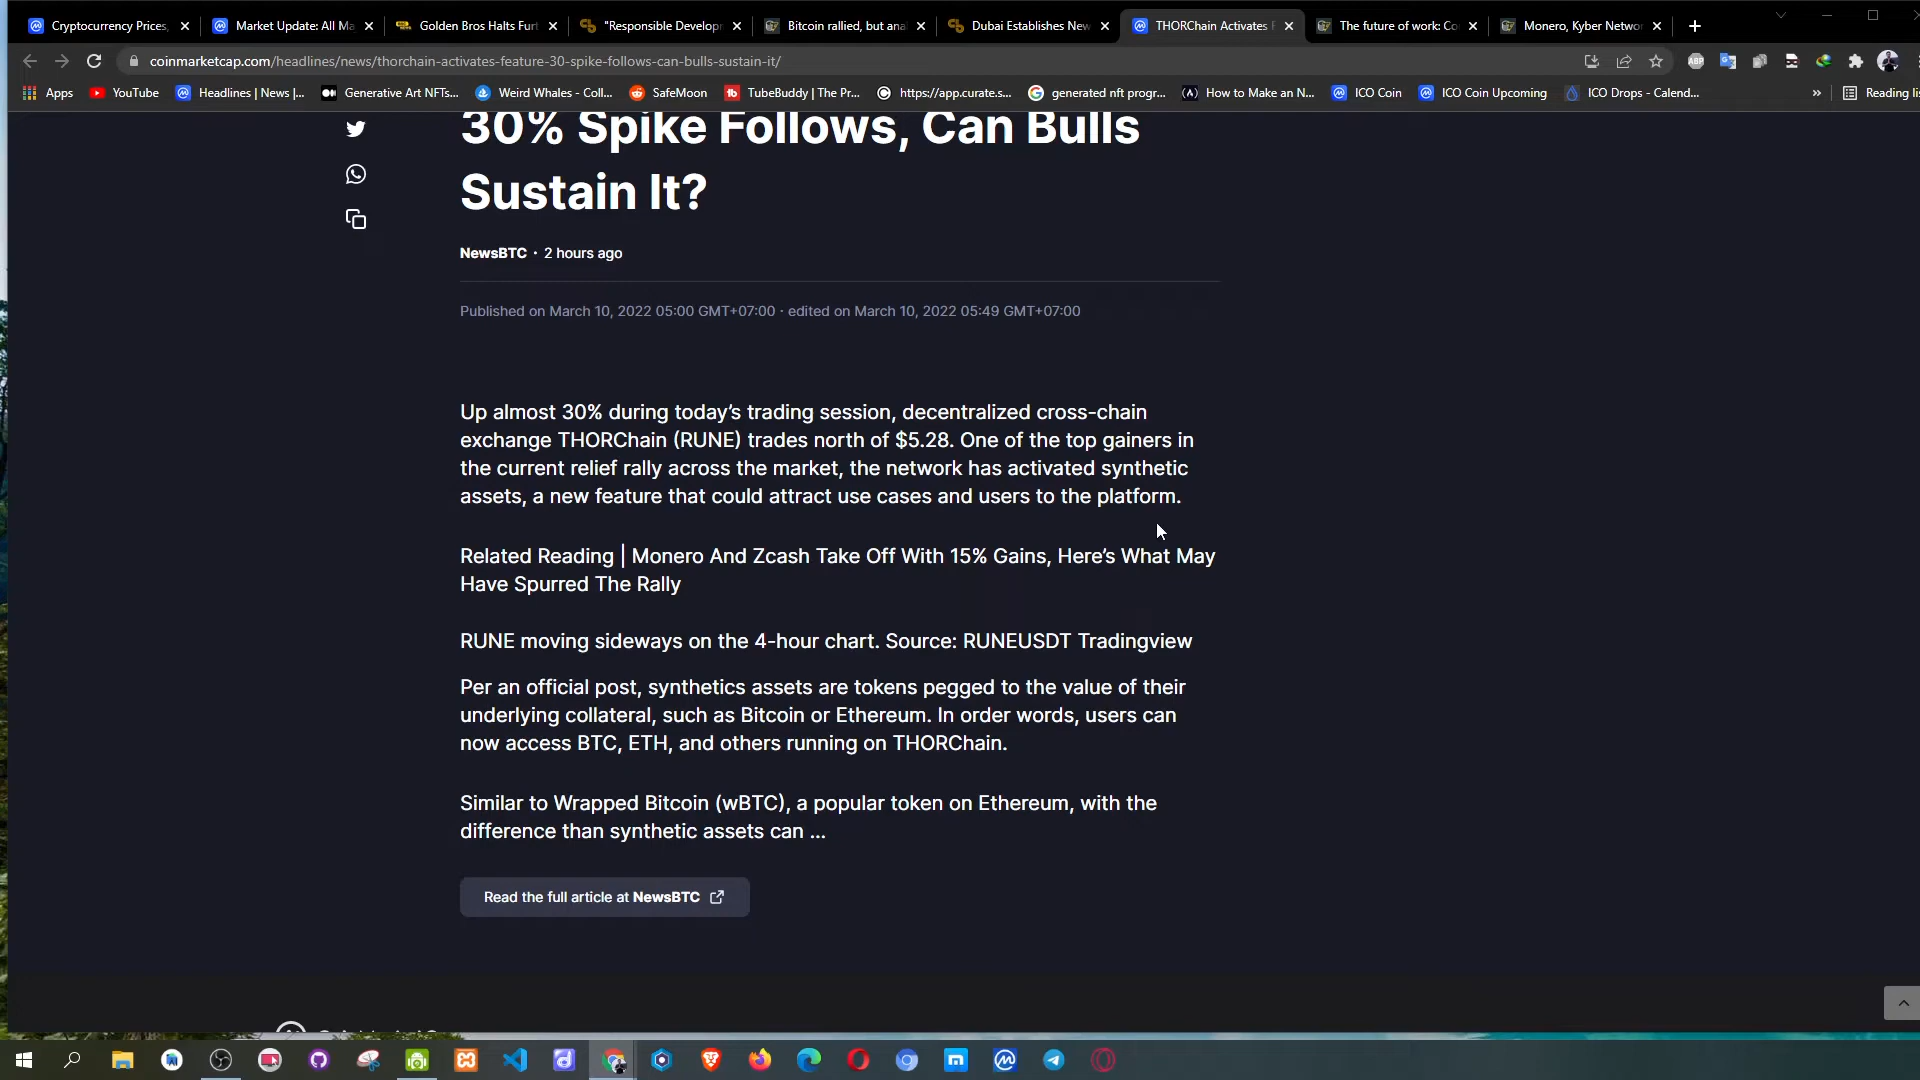 Cryptocurrency Prices,
Market Update: All Ma
Golden Bros Halts Furt
"Responsible Developm
Bitcoin rallied, but anal
Dubai Establishes New
THORChain Activates F
The future of work: Co
Monero, Kyber Networ
coinmarketcap.com/headlines/news/thorchain-activates-feature-30-spike-follows-can-bulls-sustain-it/
ABP
Apps
YouTube
Headlines | News |...
Generative Art NFTs...
Weird Whales - Coll...
SafeMoon
TubeBuddy | The Pr...
https://app.curate.s...
generated nft progr...
How to Make an N...
ICO Coin
ICO Coin Upcoming
ICO Drops - Calend...
»
Reading lis
30% Spike Follows, Can Bulls
Sustain It?
NewsBTC · 2 hours ago
Published on March 10, 2022 05:00 GMT+07:00 · edited on March 10, 2022 05:49 GMT+07:00
Up almost 30% during today's trading session, decentralized cross-chain
exchange THORChain (RUNE) trades north of $5.28. One of the top gainers in
the current relief rally across the market, the network has activated synthetic
assets, a new feature that could attract use cases and users to the platform.
Related Reading | Monero And Zcash Take Off With 15% Gains, Here's What May
Have Spurred The Rally
RUNE moving sideways on the 4-hour chart. Source: RUNEUSDT Tradingview
Per an official post, synthetics assets are tokens pegged to the value of their
underlying collateral, such as Bitcoin or Ethereum. In order words, users can
now access BTC, ETH, and others running on THORChain.
Similar to Wrapped Bitcoin (wBTC), a popular token on Ethereum, with the
difference than synthetic assets can ...
Read the full article at NewsBTC